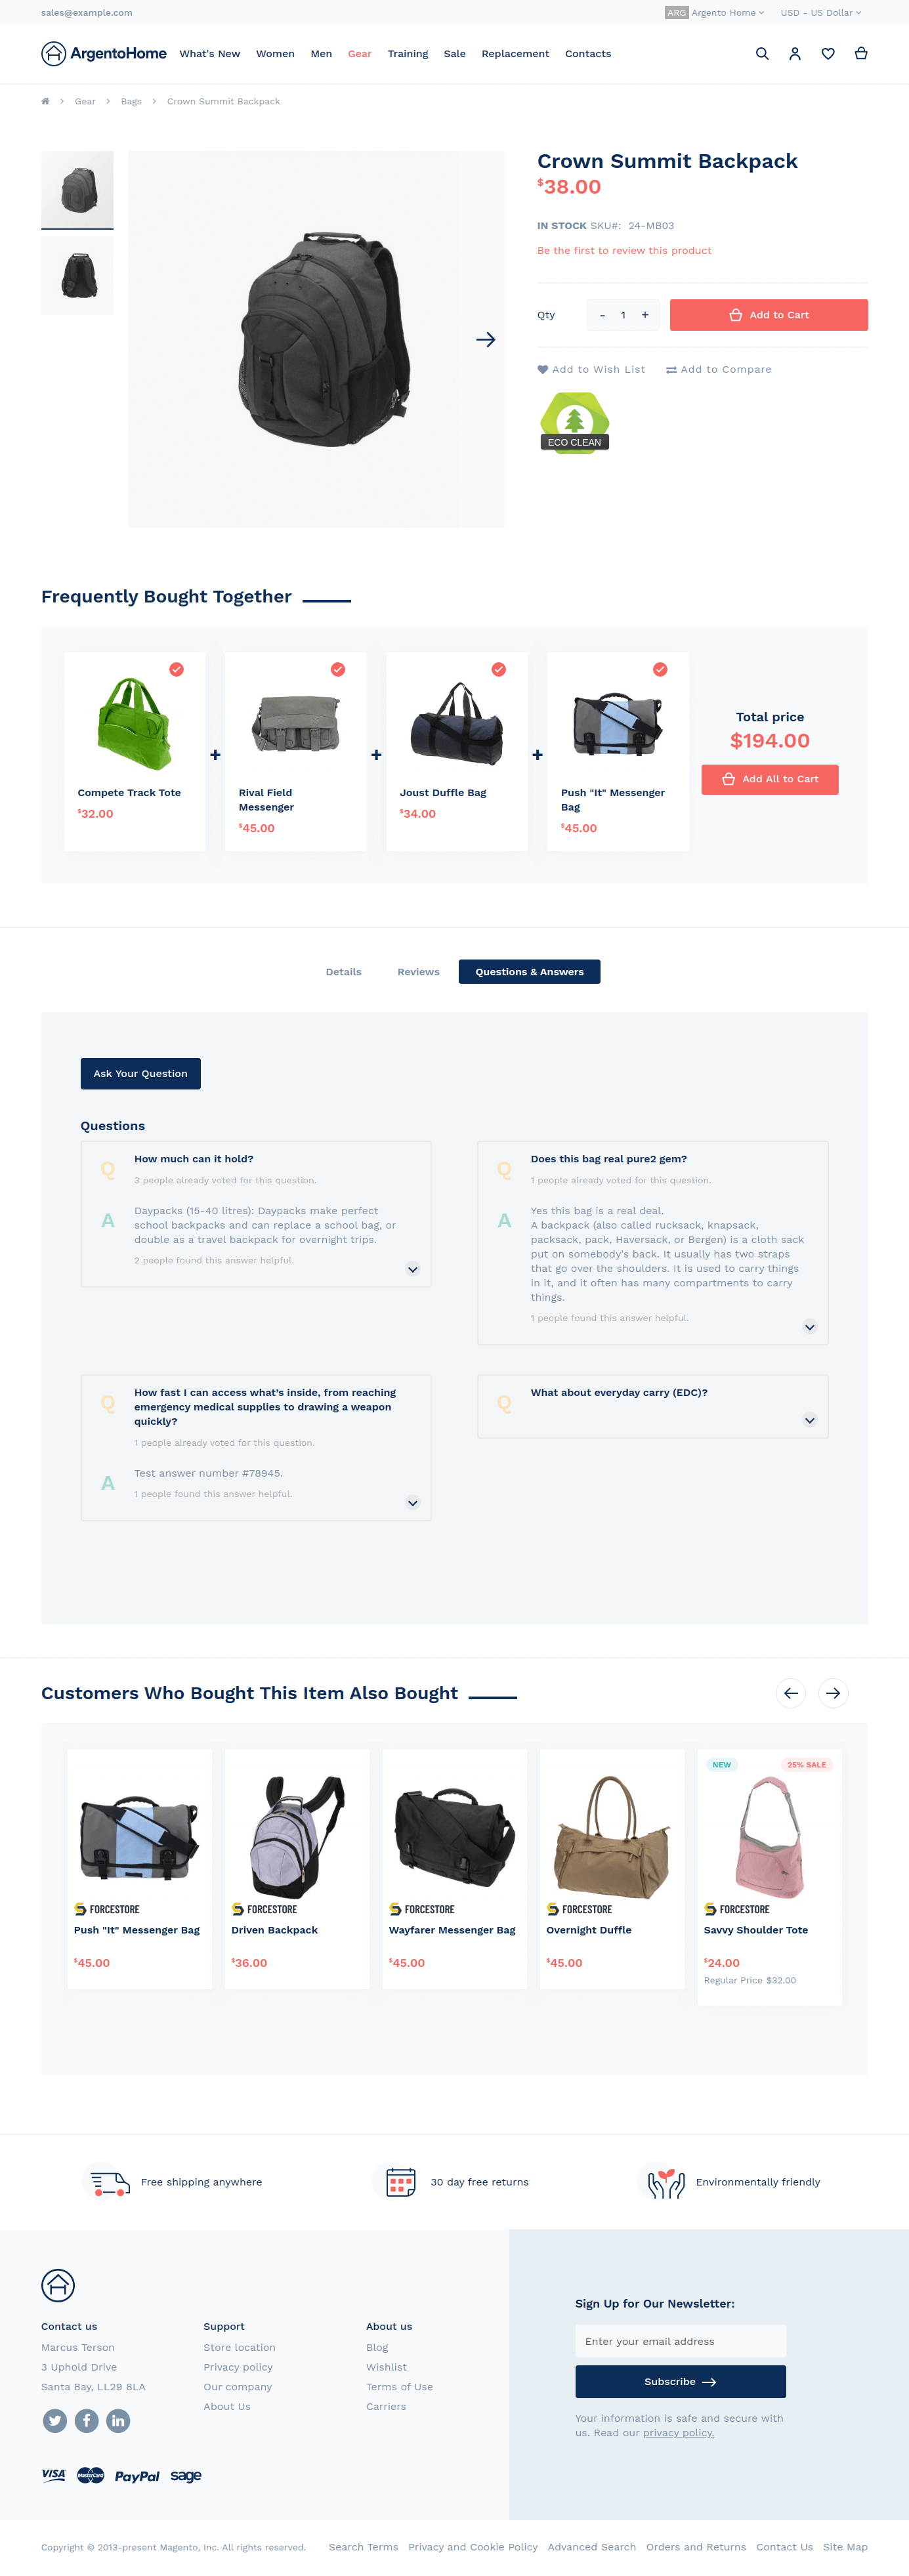 sales@example.com
ARG Argento Home
USD - US Dollar
ArgentoHome
What's New Women Men Gear Training Sale Replacement Contacts
Gear Bags Crown Summit Backpack
Crown Summit Backpack
$38.00
IN STOCK SKU#: 24-MB03
Be the first to review this product
Qty - 1 + Add to Cart
Add to Wish List Add to Compare
ECO CLEAN
Frequently Bought Together
Compete Track Tote
$32.00
+
Rival Field
Messenger
$45.00
+
Joust Duffle Bag
$34.00
+
Push "It" Messenger
Bag
$45.00
Total price
$194.00
Add All to Cart
Details Reviews Questions & Answers
Ask Your Question
Questions
Q How much can it hold?
3 people already voted for this question.
A Daypacks (15-40 litres): Daypacks make perfect
school backpacks and can replace a school bag, or
double as a travel backpack for overnight trips.
2 people found this answer helpful.
Q Does this bag real pure2 gem?
1 people already voted for this question.
A Yes this bag is a real deal.
A backpack (also called rucksack, knapsack,
packsack, pack, Haversack, or Bergen) is a cloth sack
put on somebody's back. It usually has two straps
that go over the shoulders. It is used to carry things
in it, and it often has many compartments to carry
things.
1 people found this answer helpful.
Q How fast I can access what’s inside, from reaching
emergency medical supplies to drawing a weapon
quickly?
1 people already voted for this question.
A Test answer number #78945.
1 people found this answer helpful.
Q What about everyday carry (EDC)?
Customers Who Bought This Item Also Bought
FORCESTORE
Push "It" Messenger Bag
$45.00
FORCESTORE
Driven Backpack
$36.00
FORCESTORE
Wayfarer Messenger Bag
$45.00
FORCESTORE
Overnight Duffle
$45.00
NEW 25% SALE
FORCESTORE
Savvy Shoulder Tote
$24.00
Regular Price $32.00
Free shipping anywhere
30 day free returns
Environmentally friendly
Contact us
Marcus Terson
3 Uphold Drive
Santa Bay, LL29 8LA
Support
Store location
Privacy policy
Our company
About Us
About us
Blog
Wishlist
Terms of Use
Carriers
VISA MasterCard PayPal sage
Sign Up for Our Newsletter:
Enter your email address
Subscribe
Your information is safe and secure with
us. Read our privacy policy.
Copyright © 2013-present Magento, Inc. All rights reserved.
Search Terms Privacy and Cookie Policy Advanced Search Orders and Returns Contact Us Site Map